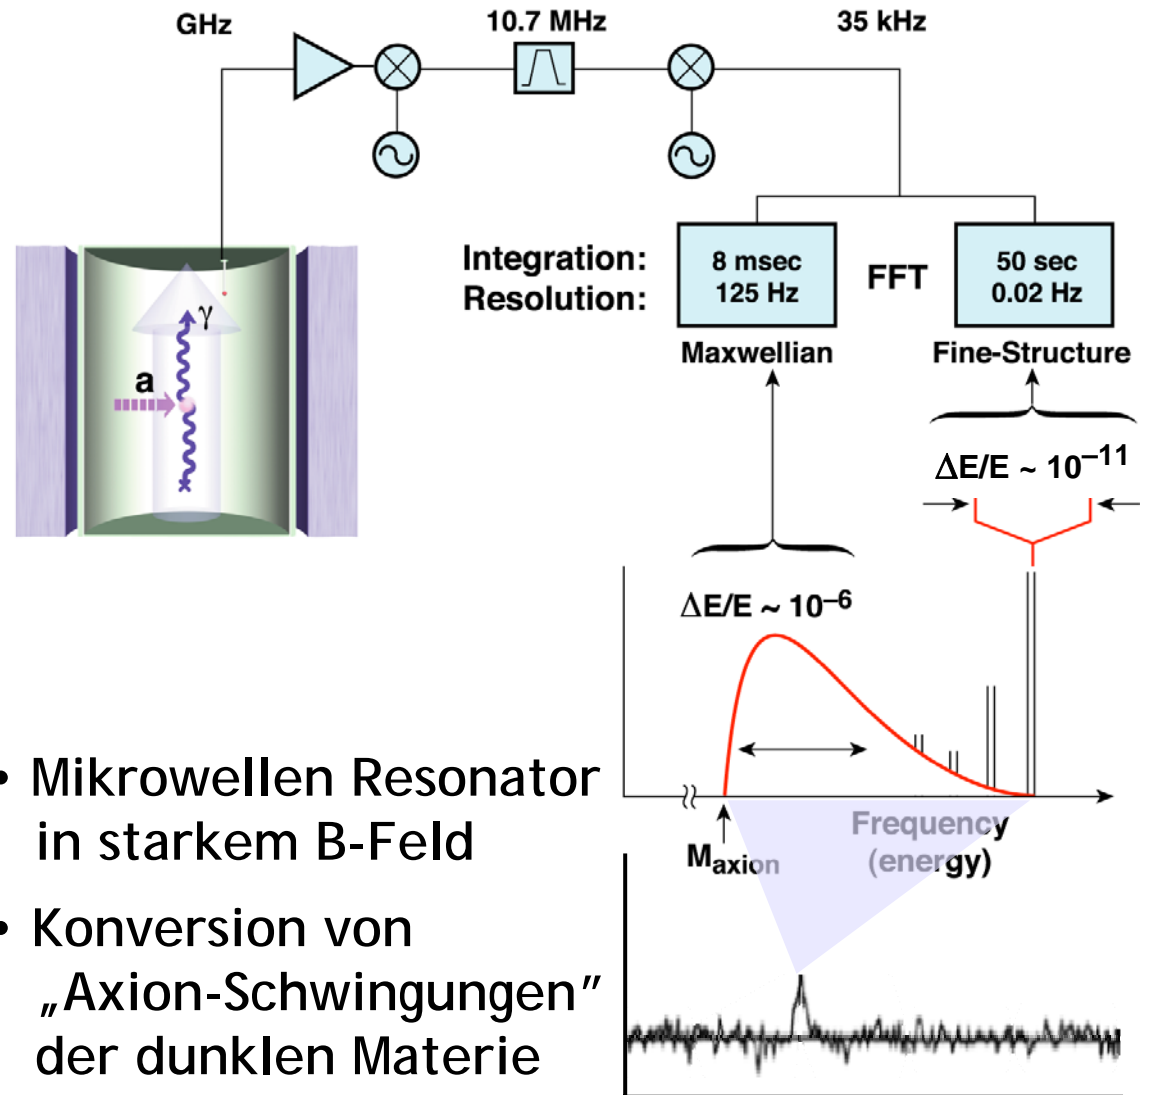 GHz
10.7 MHz
35 kHz
Integration:
Resolution:
8 msec
125 Hz
FFT
50 sec
0.02 Hz
Maxwellian
Fine-Structure
γ
a
ΔE/E ~ 10⁻¹¹
ΔE/E ~ 10⁻⁶
Maxion
Frequency
(energy)
• Mikrowellen Resonator
in starkem B-Feld
• Konversion von
„Axion-Schwingungen"
der dunklen Materie